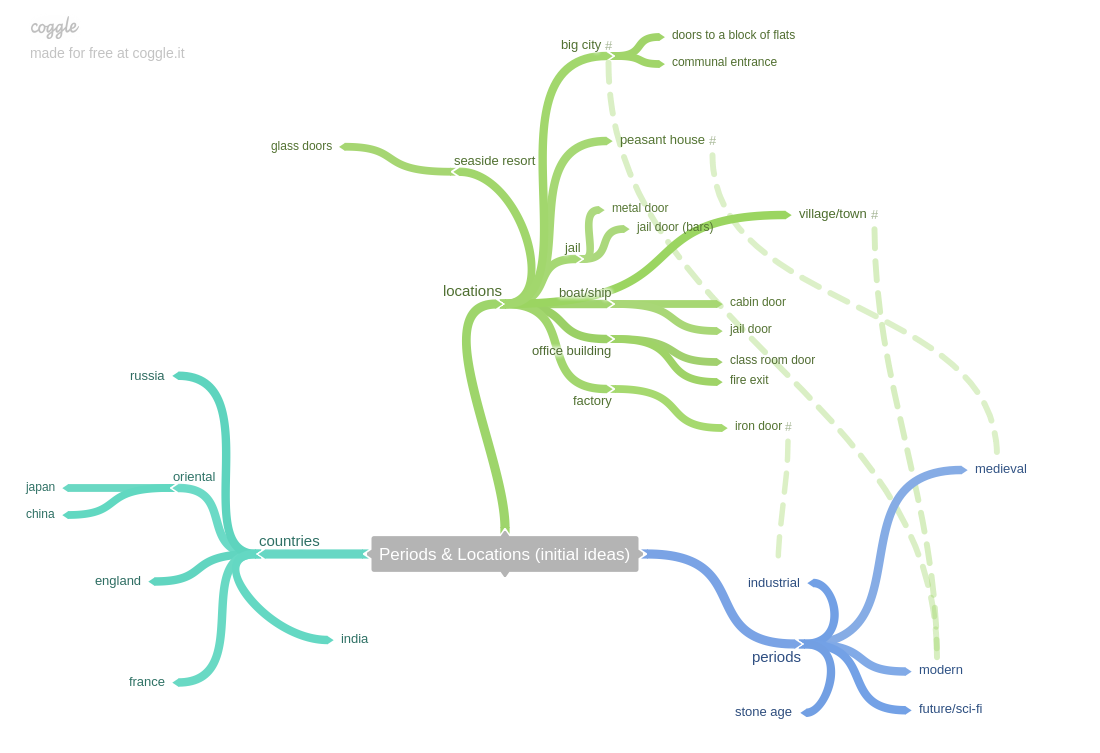 coggle
made for free at coggle.it
big city #
doors to a block of flats
communal entrance
peasant house #
glass doors
seaside resort
metal door
village/town #
jail door (bars)
jail
locations
boat/ship
cabin door
jail door
office building
class room door
fire exit
factory
iron door #
russia
oriental
japan
china
medieval
countries
Periods & Locations (initial ideas)
england
industrial
india
periods
modern
france
stone age
future/sci-fi